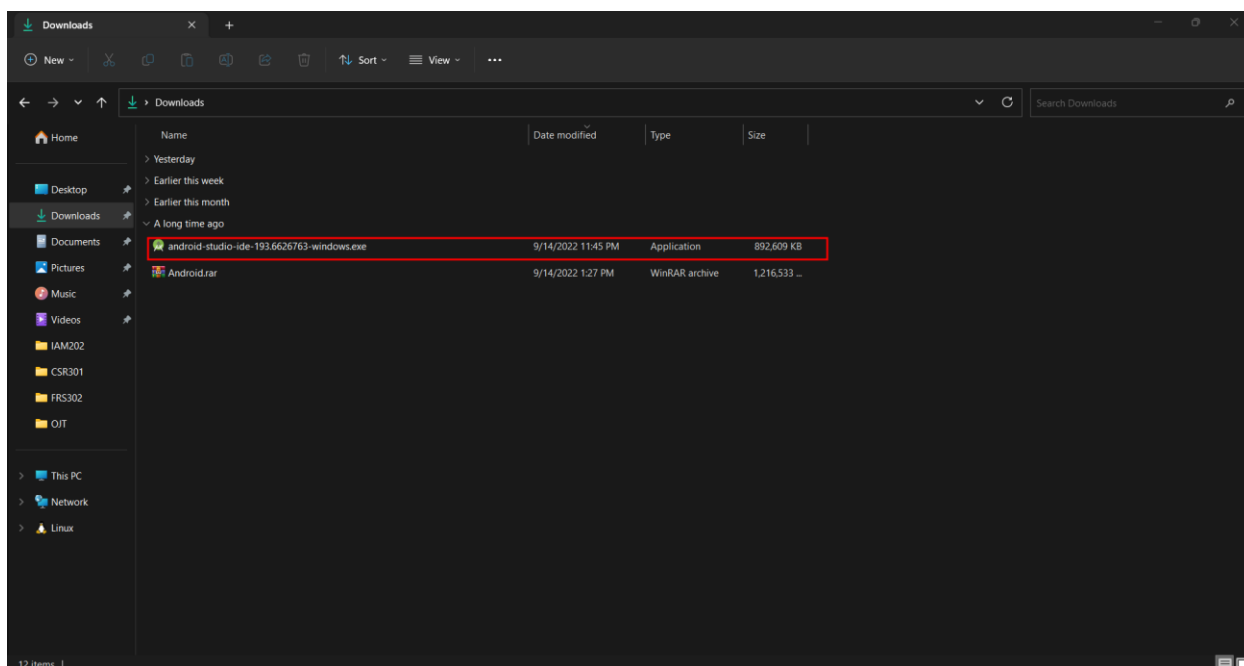 Downloads
New
Sort
View
Downloads
Search Downloads
Home
Name Date modified Type Size
Yesterday
Earlier this week
Earlier this month
A long time ago
android-studio-ide-193.6626763-windows.exe 9/14/2022 11:45 PM Application 892,609 KB
Android.rar 9/14/2022 1:27 PM WinRAR archive 1,216,533 ...
Desktop
Downloads
Documents
Pictures
Music
Videos
IAM202
CSR301
FRS302
OJT
This PC
Network
Linux
12 items